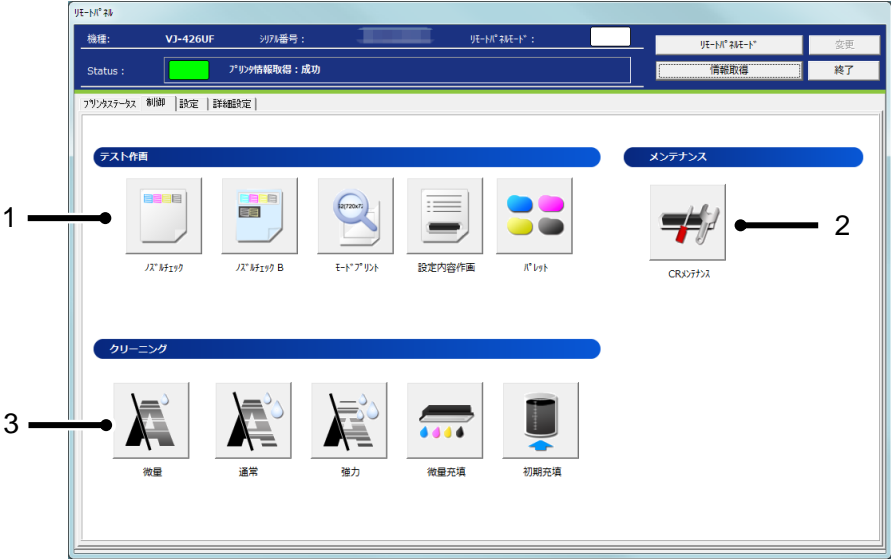 ﾘﾓｰﾄﾊﾟﾈﾙ
機種: VJ-426UF ｼﾘｱﾙ番号: ﾘﾓｰﾄﾊﾟﾈﾙﾓｰﾄﾞ: ﾘﾓｰﾄﾊﾟﾈﾙﾓｰﾄﾞ 変更
Status: ﾌﾟﾘﾝﾀ情報取得:成功 情報取得 終了
ﾌﾟﾘﾝﾀｽﾃｰﾀｽ 制御 設定 詳細設定
テスト作画 メンテナンス
1 2
ﾉｽﾞﾙﾁｪｯｸ ﾉｽﾞﾙﾁｪｯｸ B ﾓｰﾄﾞﾌﾟﾘﾝﾄ 設定内容作画 ﾊﾟﾚｯﾄ CRﾒﾝﾃﾅﾝｽ
クリーニング
3
微量 通常 強力 微量充填 初期充填